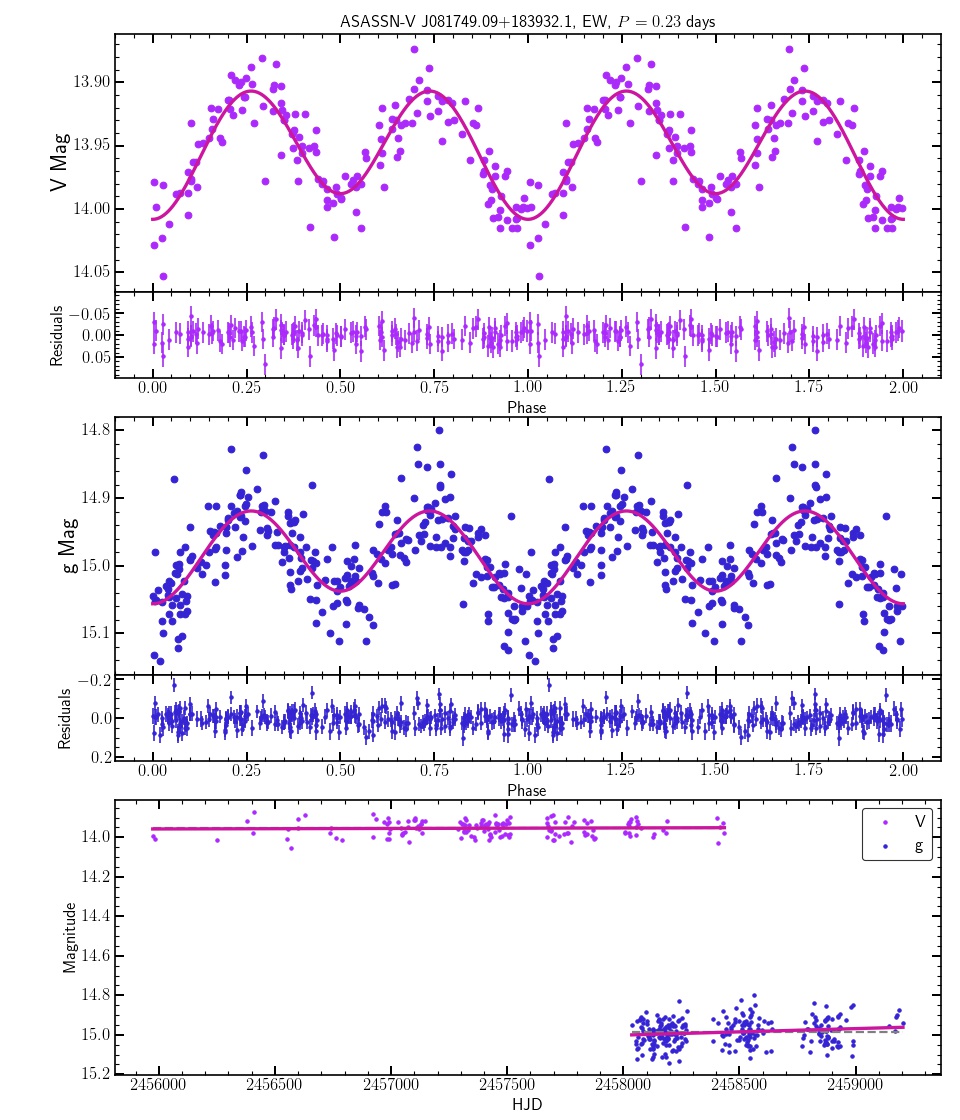 ASASSN-V J081749.09+183932.1, EW, P = 0.23 days
V Mag
13.90
13.95
14.00
14.05
Residuals
−0.05
0.00
0.05
0.00 0.25 0.50 0.75 1.00 1.25 1.50 1.75 2.00
Phase
g Mag
14.8
14.9
15.0
15.1
Residuals
−0.2
0.0
0.2
0.00 0.25 0.50 0.75 1.00 1.25 1.50 1.75 2.00
Phase
Magnitude
14.0
14.2
14.4
14.6
14.8
15.0
15.2
V
g
2456000 2456500 2457000 2457500 2458000 2458500 2459000
HJD